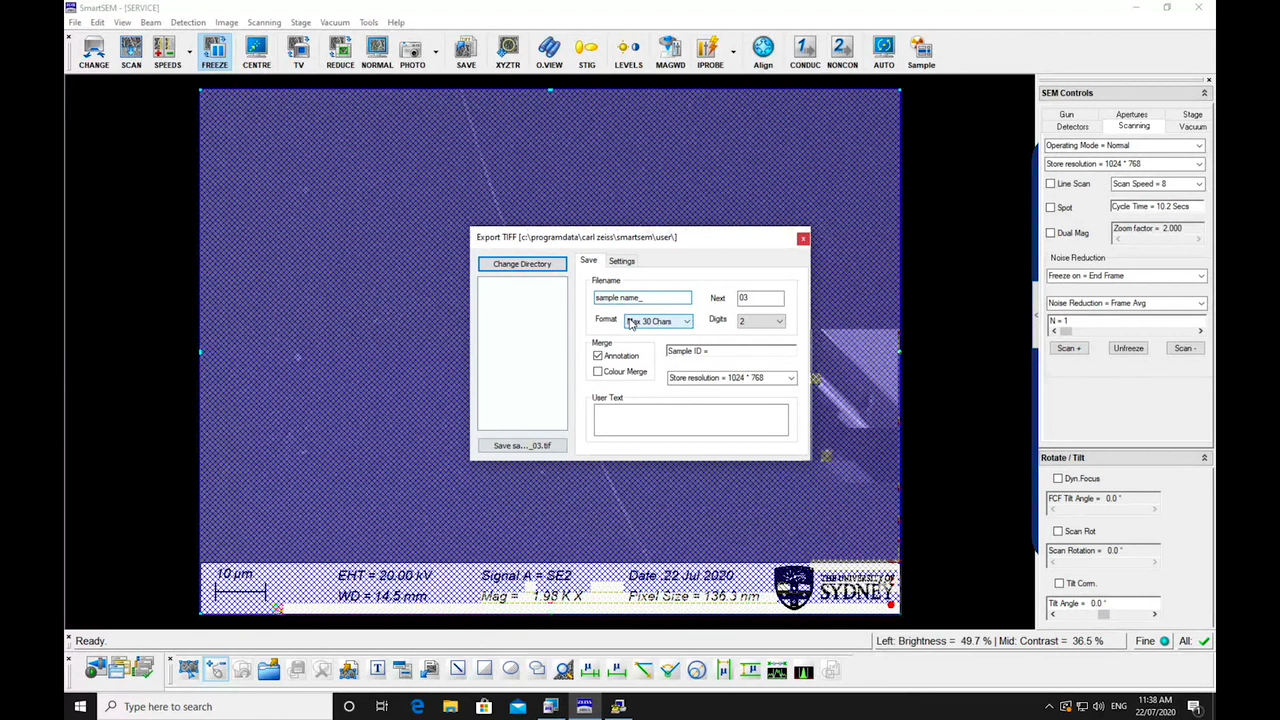 SmartSEM - [SERVICE]
File Edit View Beam Detection Image Scanning Stage Vacuum Tools Help
CHANGE SCAN SPEEDS FREEZE CENTRE TV REDUCE NORMAL PHOTO SAVE XYZTR O.VIEW STIG LEVELS MAGWD IPROBE Align CONDUC NONCON AUTO Sample
SEM Controls
Gun Apertures Stage
Detectors Scanning Vacuum
Operating Mode = Normal
Store resolution = 1024 * 768
Line Scan Scan Speed = 8
Spot Cycle Time = 10.2 Secs
Dual Mag Zoom factor = 2.000
Noise Reduction
Freeze on = End Frame
Noise Reduction = Frame Avg
N = 1
Scan + Unfreeze Scan -
Export TIFF [c:\programdata\carl zeiss\smartsem\user\]
Change Directory
Save Settings
Filename
sample name_ Next 03
Format Max 30 Chars Digits 2
Merge
Annotation Sample ID =
Colour Merge Store resolution = 1024 * 768
User Text
Save sa..._03.tif
Rotate / Tilt
Dyn.Focus
FCF Tilt Angle = 0.0 °
Scan Rot
Scan Rotation = 0.0 °
Tilt Corrn.
Tilt Angle = 0.0 °
10 µm EHT = 20.00 kV Signal A = SE2 Date :22 Jul 2020 THE UNIVERSITY OF
WD = 14.5 mm Mag = 1.98 K X Pixel Size = 136.3 nm SYDNEY
Ready. Left: Brightness = 49.7 % | Mid: Contrast = 36.5 % Fine All:
Type here to search
ENG
11:38 AM
22/07/2020